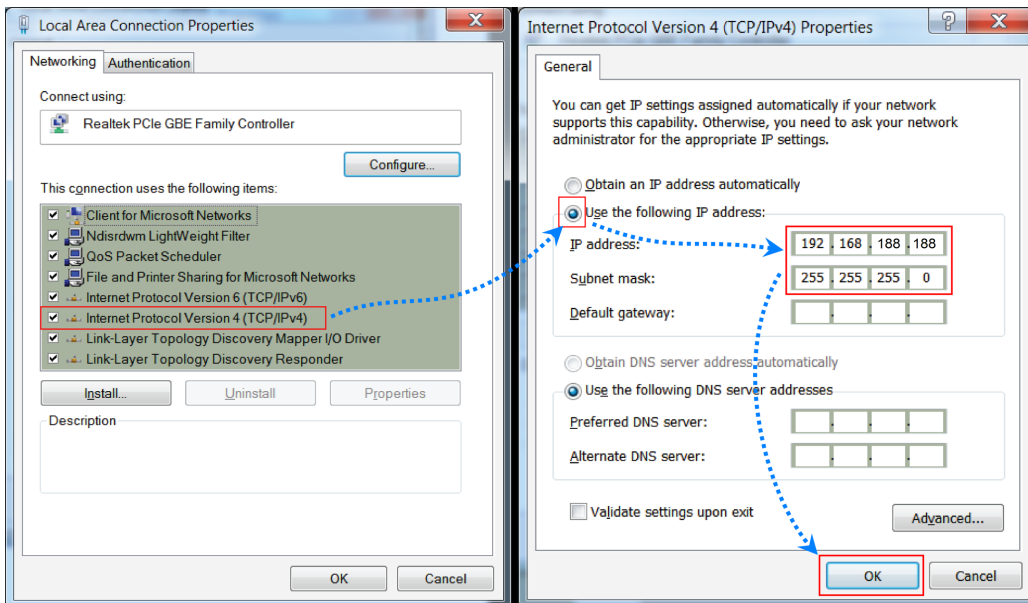 Local Area Connection Properties
Networking
Authentication
Connect using:
Realtek PCIe GBE Family Controller
Configure...
This connection uses the following items:
Client for Microsoft Networks
Ndisrdwm LightWeight Filter
QoS Packet Scheduler
File and Printer Sharing for Microsoft Networks
Internet Protocol Version 6 (TCP/IPv6)
Internet Protocol Version 4 (TCP/IPv4)
Link-Layer Topology Discovery Mapper I/O Driver
Link-Layer Topology Discovery Responder
Install...
Uninstall
Properties
Description
OK
Cancel
Internet Protocol Version 4 (TCP/IPv4) Properties
General
You can get IP settings assigned automatically if your network
supports this capability. Otherwise, you need to ask your network
administrator for the appropriate IP settings.
Obtain an IP address automatically
Use the following IP address:
IP address: 192 . 168 . 188 . 188
Subnet mask: 255 . 255 . 255 . 0
Default gateway: . . .
Obtain DNS server address automatically
Use the following DNS server addresses
Preferred DNS server: . . .
Alternate DNS server: . . .
Validate settings upon exit
Advanced...
OK
Cancel